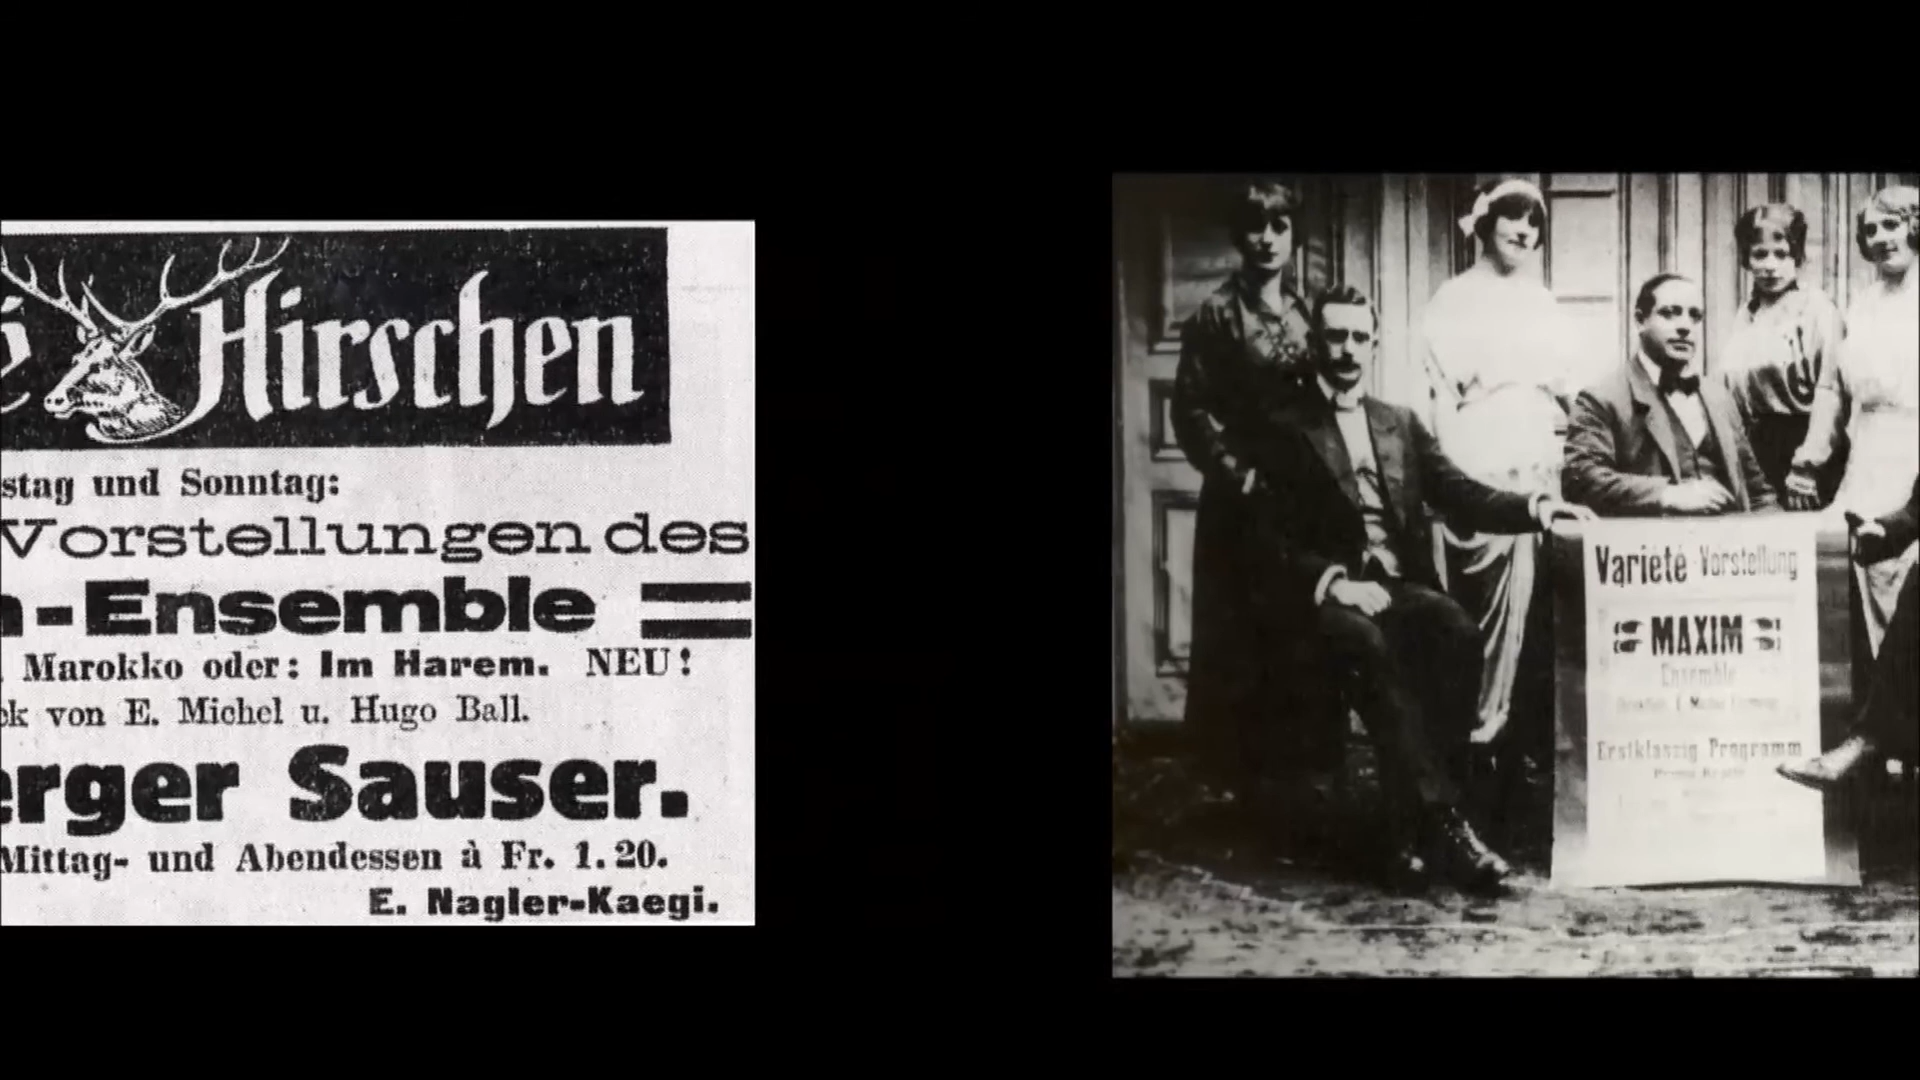 é Hirschen
stag und Sonntag:
Vorstellungen des
n-Ensemble
Marokko oder: Im Harem. NEU!
ck von E. Michel u. Hugo Ball.
erger Sauser.
Mittag- und Abendessen à Fr. 1.20.
E. Nagler-Kaegi.
Varieté Vorstellung
MAXIM
Ensemble
Erstklassig Programm